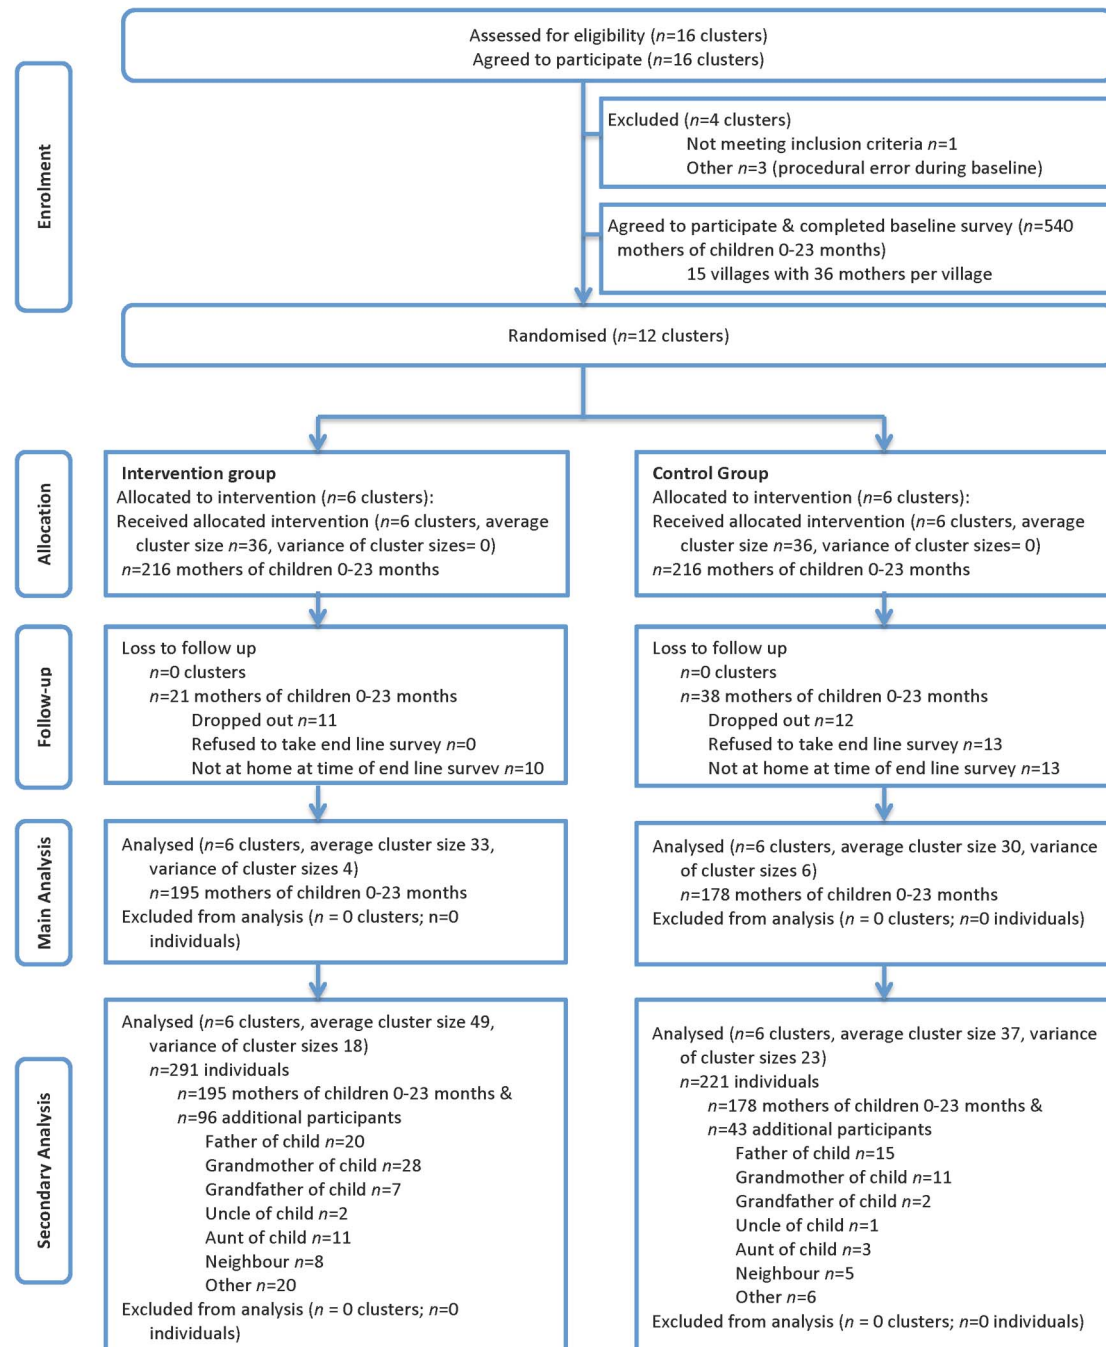 Assessed for eligibility (n=16 clusters)
Agreed to participate (n=16 clusters)
Enrolment
Excluded (n=4 clusters)
Not meeting inclusion criteria n=1
Other n=3 (procedural error during baseline)
Agreed to participate & completed baseline survey (n=540
mothers of children 0-23 months)
15 villages with 36 mothers per village
Randomised (n=12 clusters)
Allocation
Intervention group
Allocated to intervention (n=6 clusters):
Received allocated intervention (n=6 clusters, average
cluster size n=36, variance of cluster sizes= 0)
n=216 mothers of children 0-23 months
Control Group
Allocated to intervention (n=6 clusters):
Received allocated intervention (n=6 clusters, average
cluster size n=36, variance of cluster sizes= 0)
n=216 mothers of children 0-23 months
Follow-up
Loss to follow up
n=0 clusters
n=21 mothers of children 0-23 months
Dropped out n=11
Refused to take end line survey n=0
Not at home at time of end line survey n=10
Loss to follow up
n=0 clusters
n=38 mothers of children 0-23 months
Dropped out n=12
Refused to take end line survey n=13
Not at home at time of end line survey n=13
Main Analysis
Analysed (n=6 clusters, average cluster size 33,
variance of cluster sizes 4)
n=195 mothers of children 0-23 months
Excluded from analysis (n = 0 clusters; n=0
individuals)
Analysed (n=6 clusters, average cluster size 30, variance
of cluster sizes 6)
n=178 mothers of children 0-23 months
Excluded from analysis (n = 0 clusters; n=0 individuals)
Secondary Analysis
Analysed (n=6 clusters, average cluster size 49,
variance of cluster sizes 18)
n=291 individuals
n=195 mothers of children 0-23 months &
n=96 additional participants
Father of child n=20
Grandmother of child n=28
Grandfather of child n=7
Uncle of child n=2
Aunt of child n=11
Neighbour n=8
Other n=20
Excluded from analysis (n = 0 clusters; n=0
individuals)
Analysed (n=6 clusters, average cluster size 37, variance
of cluster sizes 23)
n=221 individuals
n=178 mothers of children 0-23 months &
n=43 additional participants
Father of child n=15
Grandmother of child n=11
Grandfather of child n=2
Uncle of child n=1
Aunt of child n=3
Neighbour n=5
Other n=6
Excluded from analysis (n = 0 clusters; n=0 individuals)